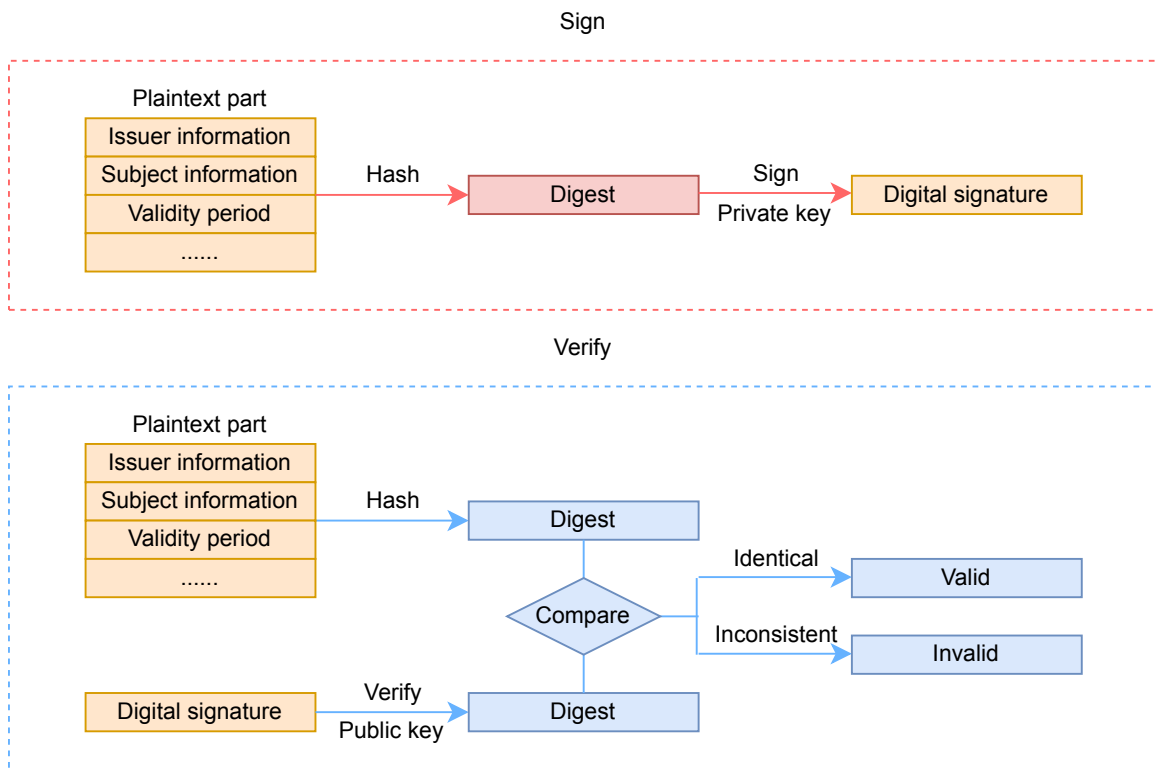 Sign
Plaintext part
Issuer information
Subject information
Validity period
......
Hash
Digest
Sign
Private key
Digital signature
Verify
Plaintext part
Issuer information
Subject information
Validity period
......
Hash
Digest
Compare
Identical
Valid
Inconsistent
Invalid
Digital signature
Verify
Public key
Digest